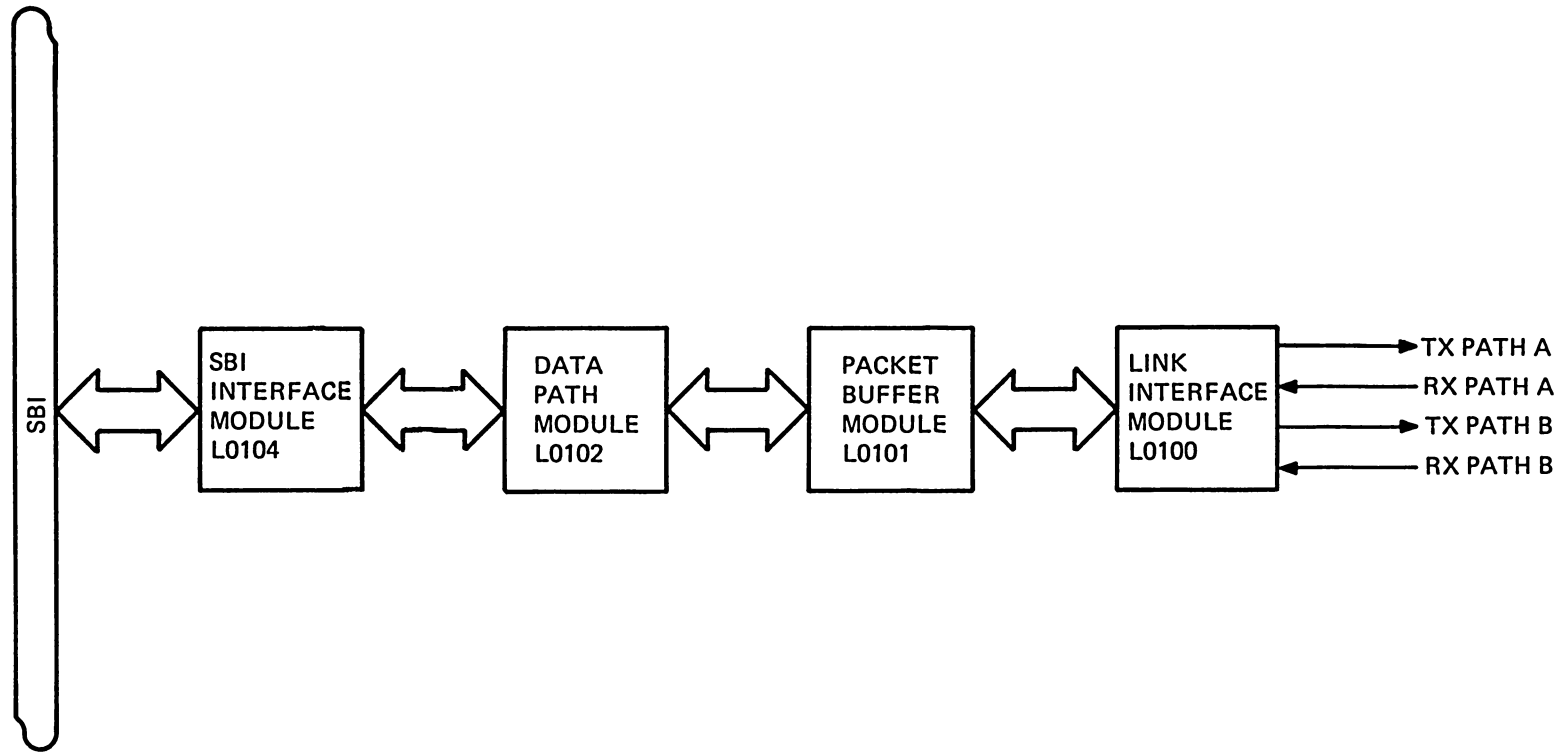 SBI
SBI
INTERFACE
MODULE
L0104
DATA
PATH
MODULE
L0102
PACKET
BUFFER
MODULE
L0101
LINK
INTERFACE
MODULE
L0100
TX PATH A
RX PATH A
TX PATH B
RX PATH B